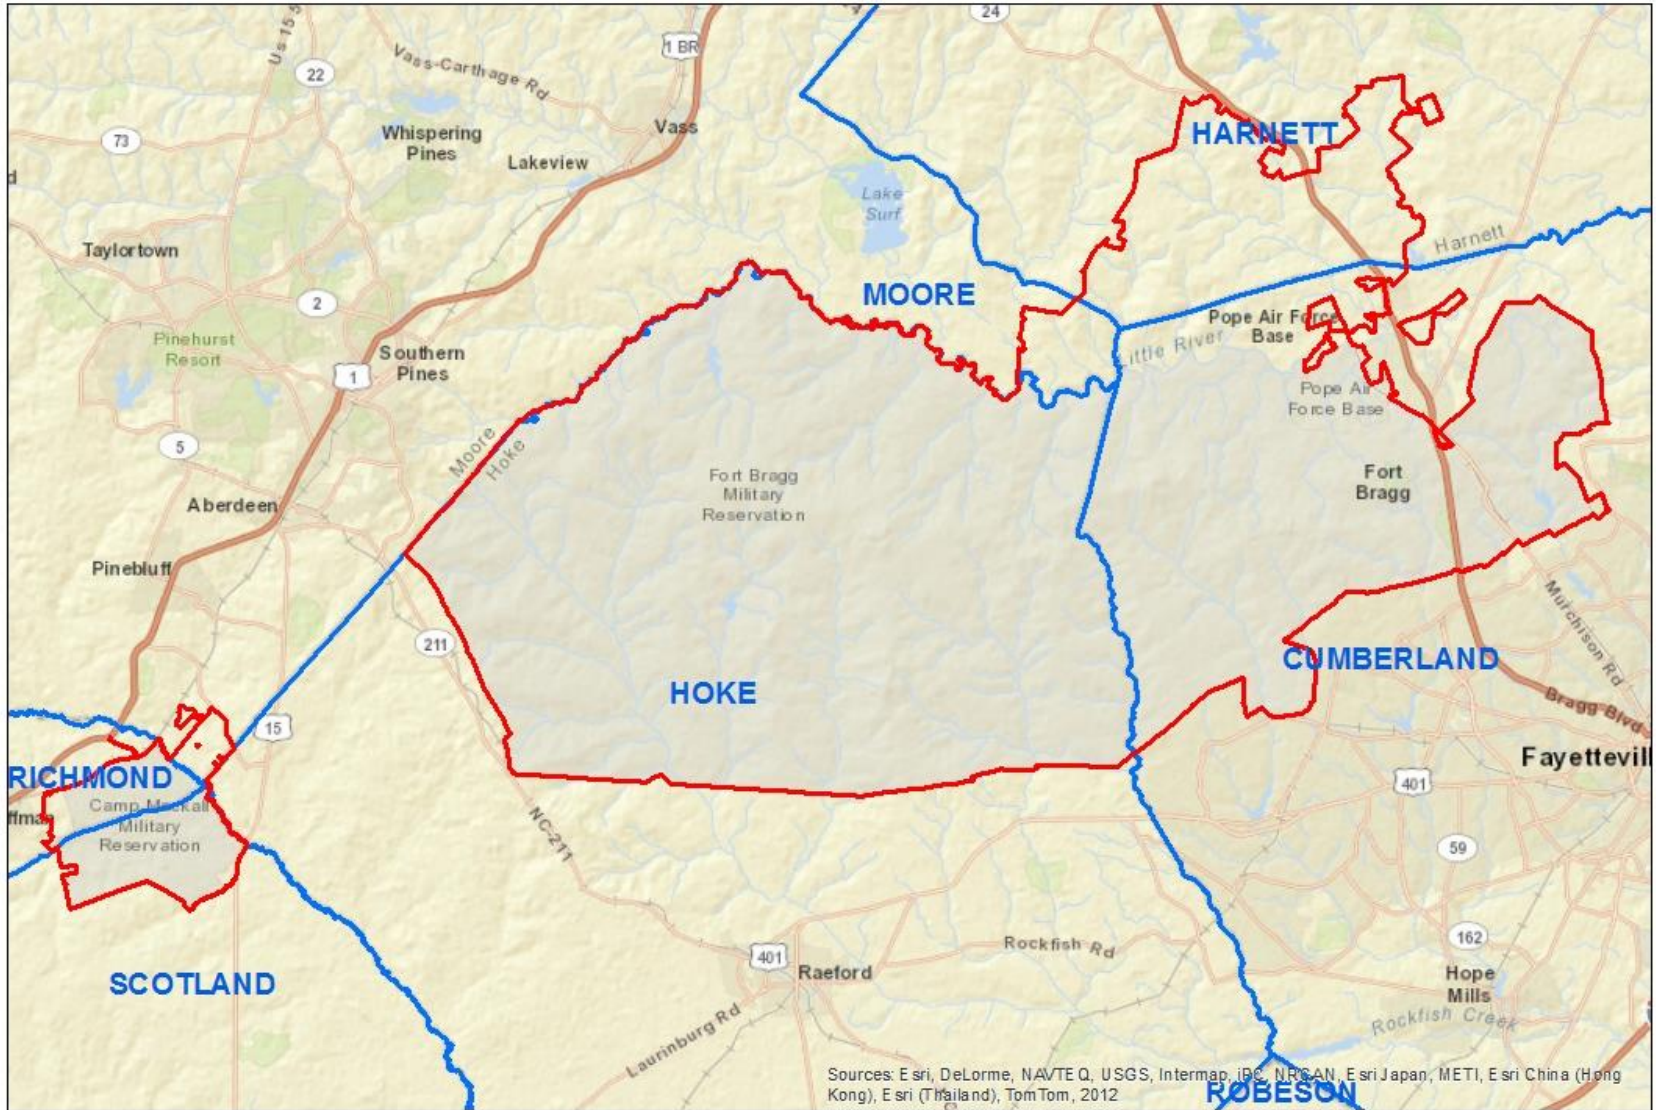 24
1 BR
Us 15 5
22
Vass-Carthage Rd
Vass
73
Whispering
Pines
Lakeview
HARNETT
Lake
Surf
Harnett
Taylortown
MOORE
2
Pope Air Force
Base
Little River
Pinehurst
Resort
Southern
Pines
1
Pope Air
Force Base
5
Moore
Hoke
Fort Bragg
Military
Reservation
Fort
Bragg
Aberdeen
Pinebluff
211
Murchison Rd
CUMBERLAND
HOKE
Bragg Blvd
15
Fayettevill
RICHMOND
401
Camp Mackall
Military
Reservation
ffman
NC-211
59
162
Rockfish Rd
401
Raeford
Hope
Mills
SCOTLAND
Rockfish Creek
Laurinburg Rd
Sources: Esri, DeLorme, NAVTEQ, USGS, Intermap, iPC, NRCAN, Esri Japan, METI, Esri China (Hong
Kong), Esri (Thailand), TomTom, 2012
ROBESON